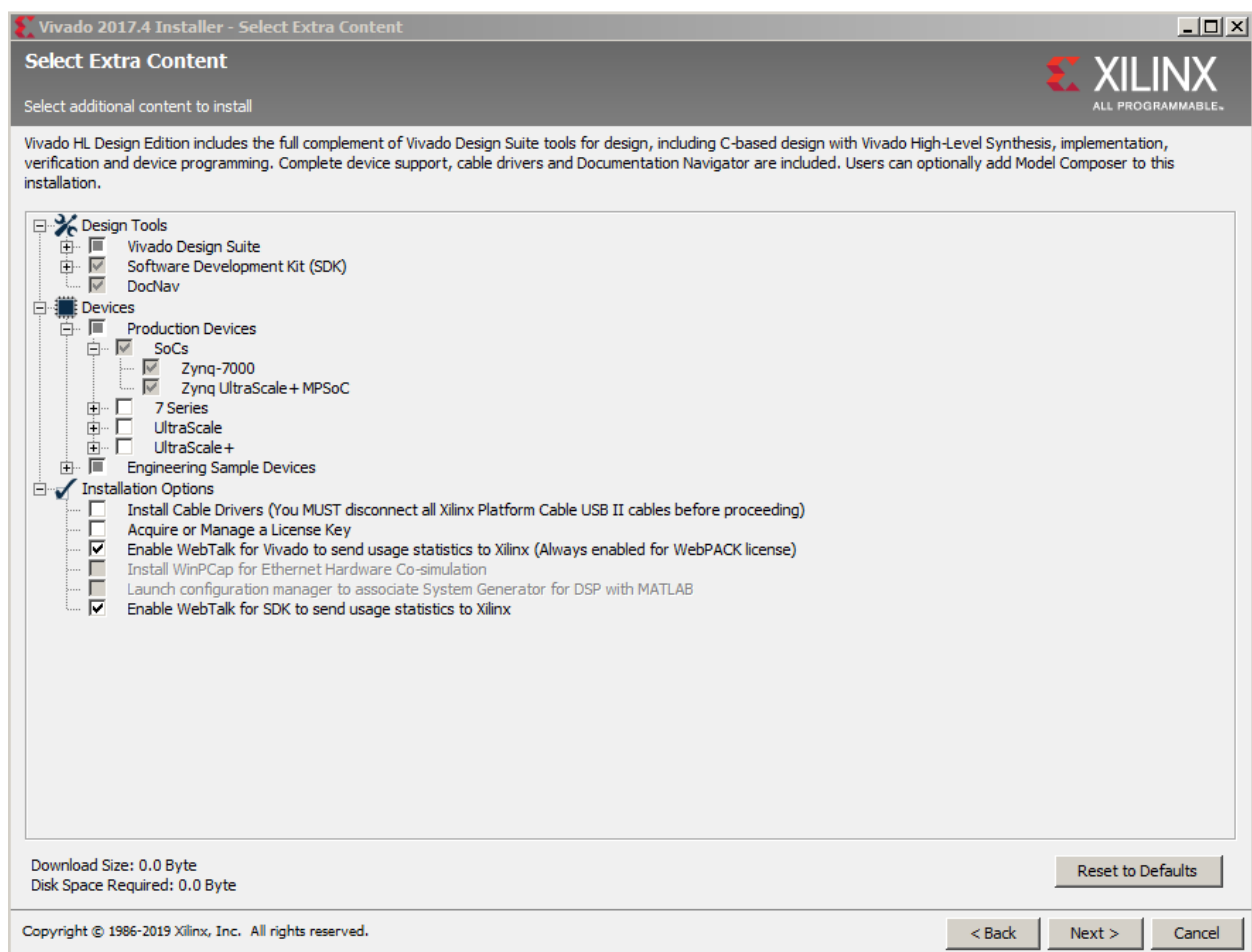 Vivado 2017.4 Installer - Select Extra Content
Select Extra Content
XILINX
ALL PROGRAMMABLE™
Select additional content to install
Vivado HL Design Edition includes the full complement of Vivado Design Suite tools for design, including C-based design with Vivado High-Level Synthesis, implementation,
verification and device programming. Complete device support, cable drivers and Documentation Navigator are included. Users can optionally add Model Composer to this
installation.
Design Tools
Vivado Design Suite
Software Development Kit (SDK)
DocNav
Devices
Production Devices
SoCs
Zynq-7000
Zynq UltraScale+ MPSoC
7 Series
UltraScale
UltraScale+
Engineering Sample Devices
Installation Options
Install Cable Drivers (You MUST disconnect all Xilinx Platform Cable USB II cables before proceeding)
Acquire or Manage a License Key
Enable WebTalk for Vivado to send usage statistics to Xilinx (Always enabled for WebPACK license)
Install WinPCap for Ethernet Hardware Co-simulation
Launch configuration manager to associate System Generator for DSP with MATLAB
Enable WebTalk for SDK to send usage statistics to Xilinx
Download Size: 0.0 Byte
Disk Space Required: 0.0 Byte
Reset to Defaults
Copyright © 1986-2019 Xilinx, Inc. All rights reserved.
< Back
Next >
Cancel